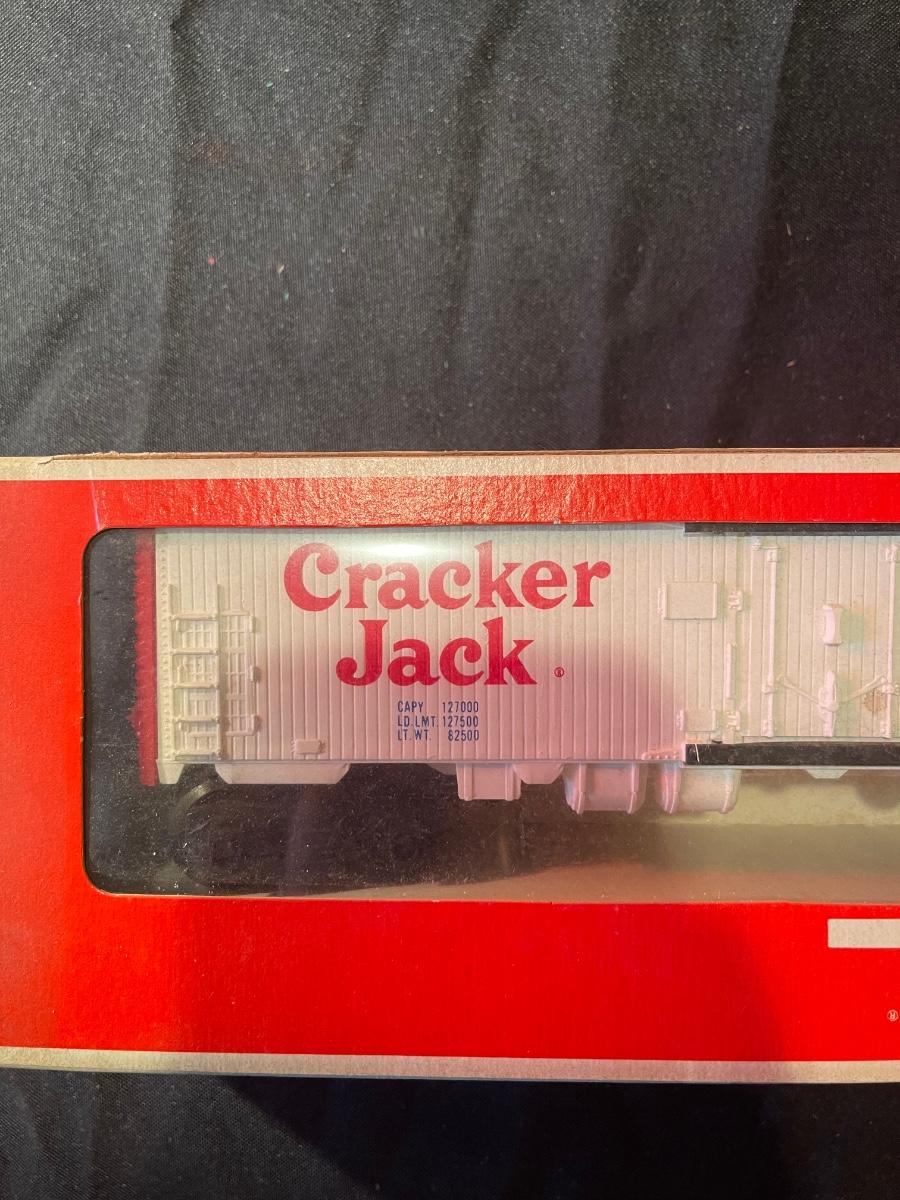 Cracker
Jack ®
CAPY 127000
LD.LMT. 127500
LT. WT. 82500
®